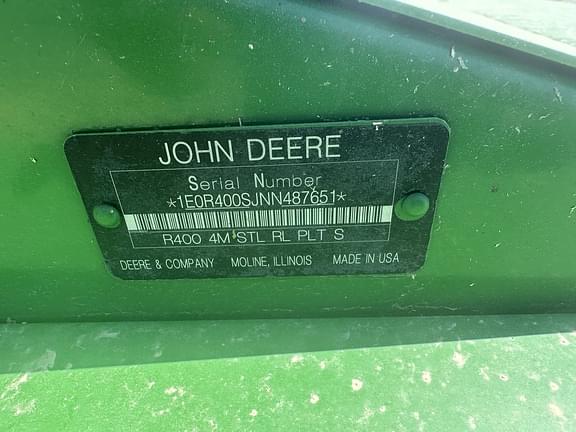 JOHN DEERE
Serial Number
*1E0R400SJNN487651*
R400 4M STL RL PLT S
DEERE & COMPANY MOLINE, ILLINOIS MADE IN USA